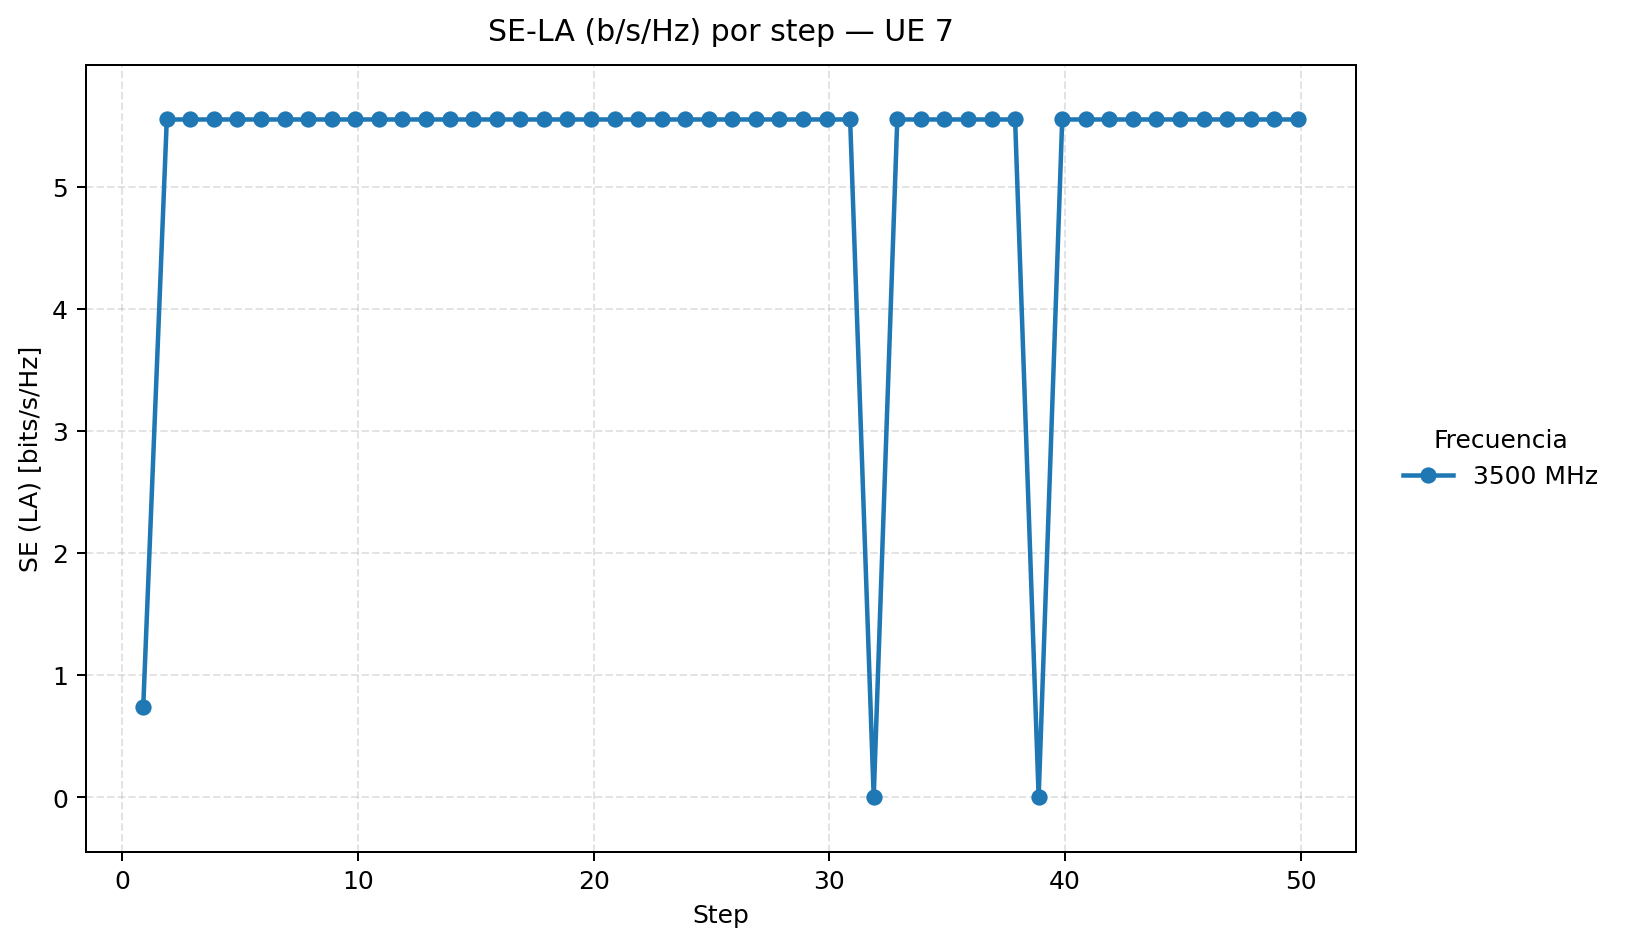 SE-LA (b/s/Hz) por step — UE 7
SE (LA) [bits/s/Hz]
5
4
3
2
1
0
0 10 20 30 40 50
Step
Frecuencia
3500 MHz